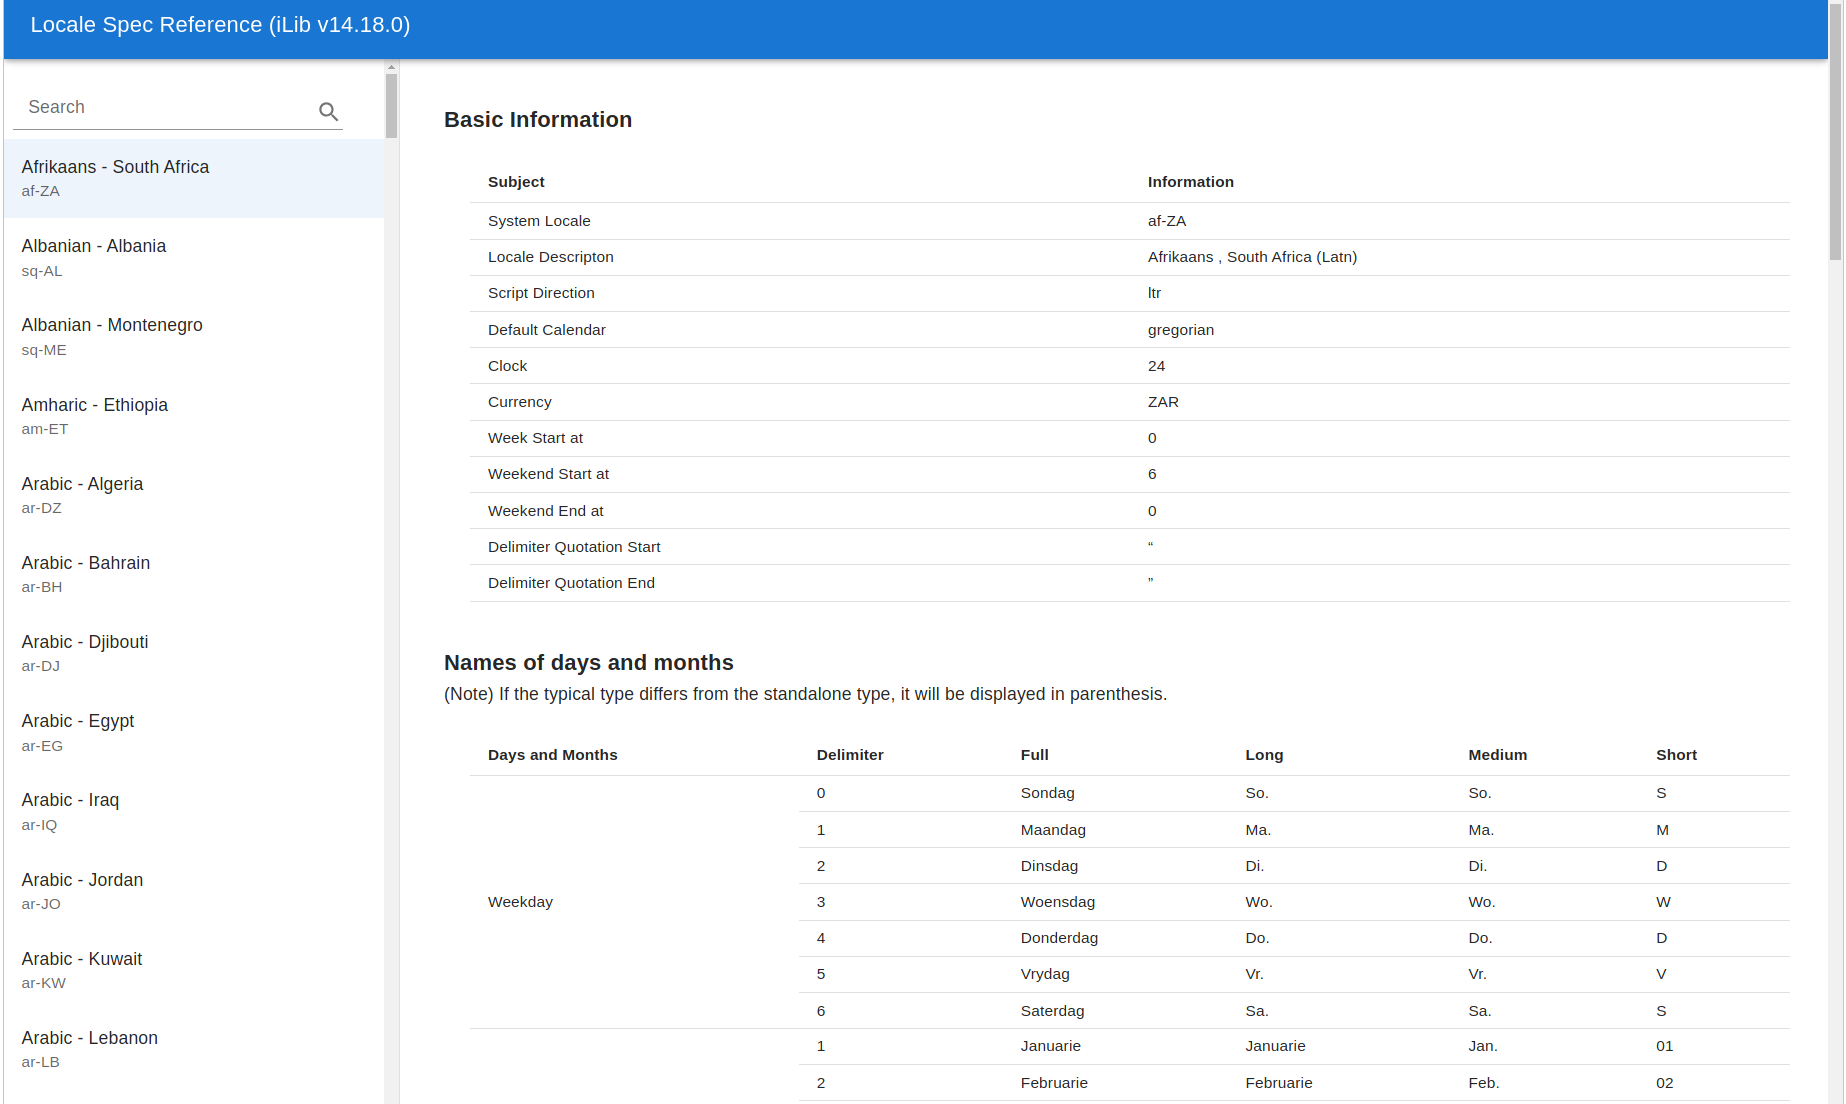 Locale Spec Reference (iLib v14.18.0)
Search
Afrikaans - South Africa
af-ZA
Albanian - Albania
sq-AL
Albanian - Montenegro
sq-ME
Amharic - Ethiopia
am-ET
Arabic - Algeria
ar-DZ
Arabic - Bahrain
ar-BH
Arabic - Djibouti
ar-DJ
Arabic - Egypt
ar-EG
Arabic - Iraq
ar-IQ
Arabic - Jordan
ar-JO
Arabic - Kuwait
ar-KW
Arabic - Lebanon
ar-LB
Basic Information
Subject Information
System Locale af-ZA
Locale Descripton Afrikaans , South Africa (Latn)
Script Direction ltr
Default Calendar gregorian
Clock 24
Currency ZAR
Week Start at 0
Weekend Start at 6
Weekend End at 0
Delimiter Quotation Start “
Delimiter Quotation End ”
Names of days and months
(Note) If the typical type differs from the standalone type, it will be displayed in parenthesis.
Days and Months Delimiter Full Long Medium Short
0 Sondag So. So. S
1 Maandag Ma. Ma. M
2 Dinsdag Di. Di. D
Weekday 3 Woensdag Wo. Wo. W
4 Donderdag Do. Do. D
5 Vrydag Vr. Vr. V
6 Saterdag Sa. Sa. S
1 Januarie Januarie Jan. 01
2 Februarie Februarie Feb. 02